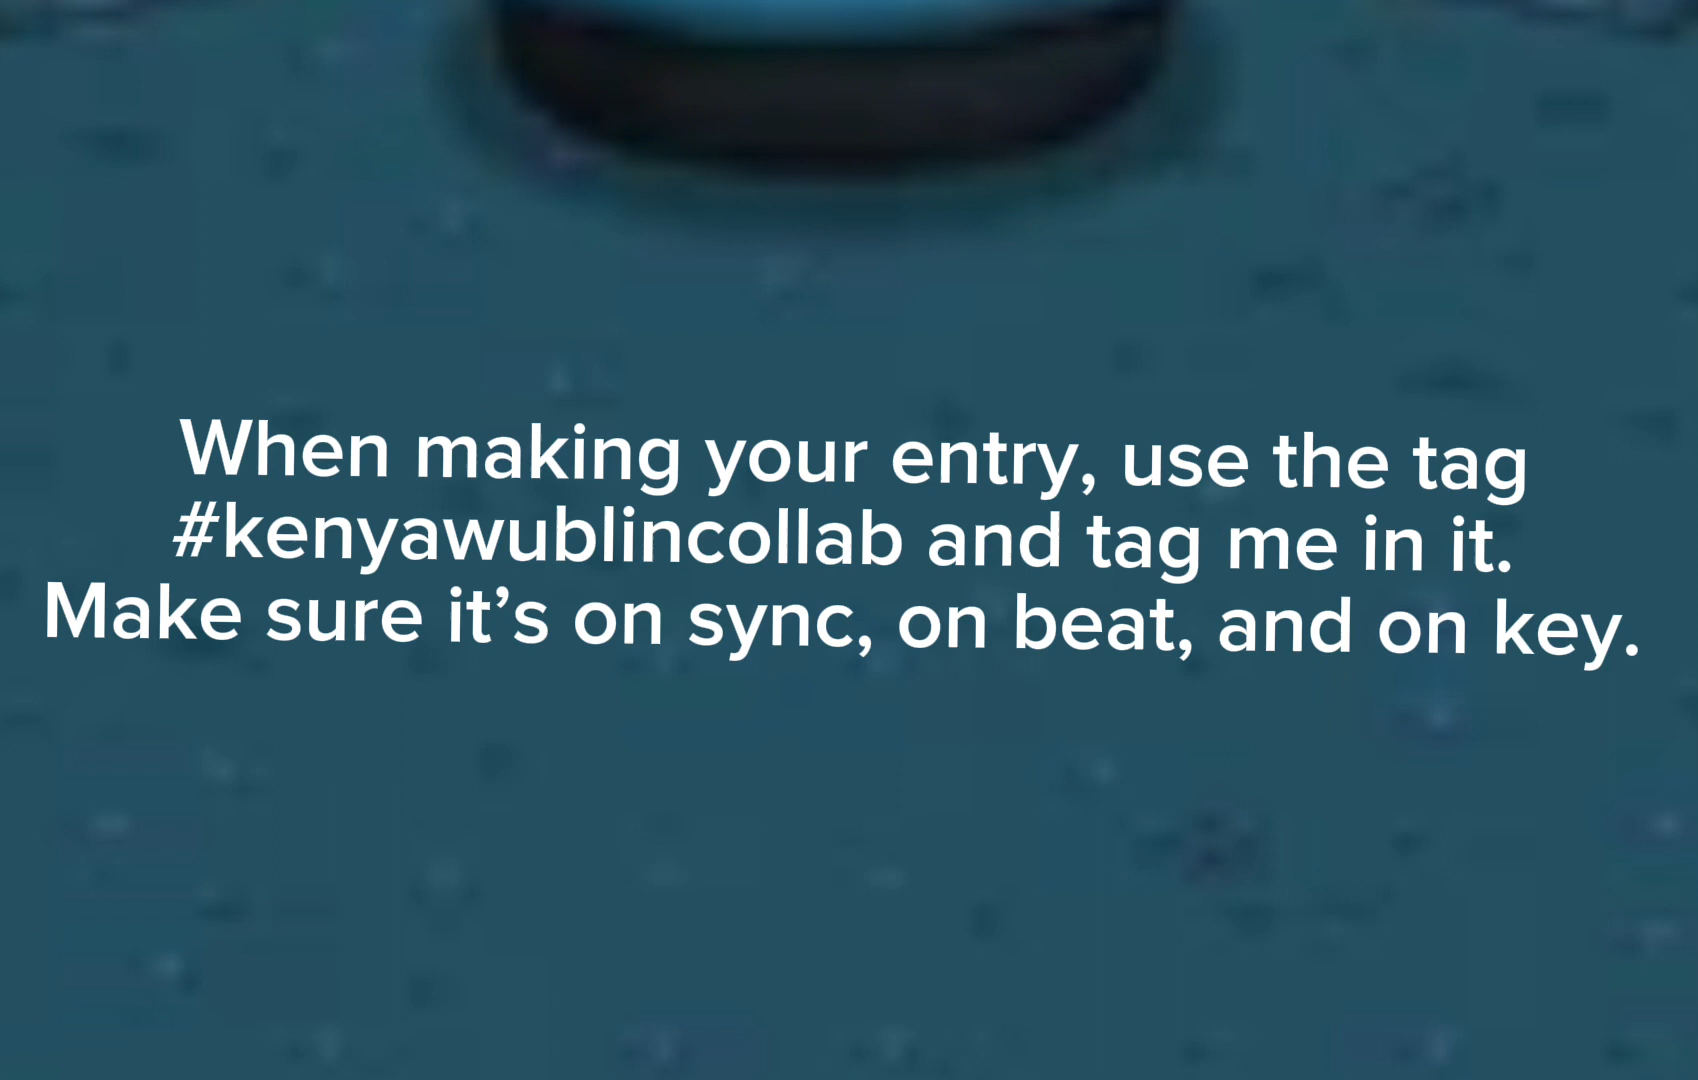 When making your entry, use the tag
#kenyawublincollab and tag me in it.
Make sure it’s on sync, on beat, and on key.